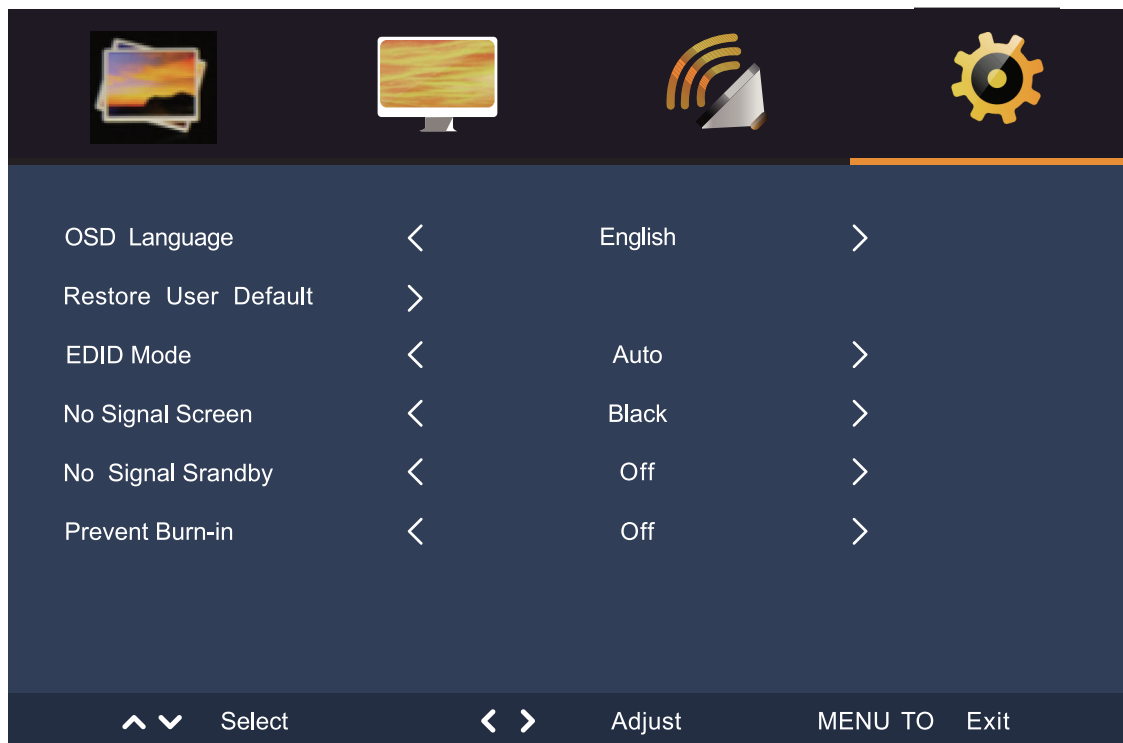 OSD Language English
Restore User Default
EDID Mode Auto
No Signal Screen Black
No Signal Srandby Off
Prevent Burn-in Off
Select Adjust MENU TO Exit